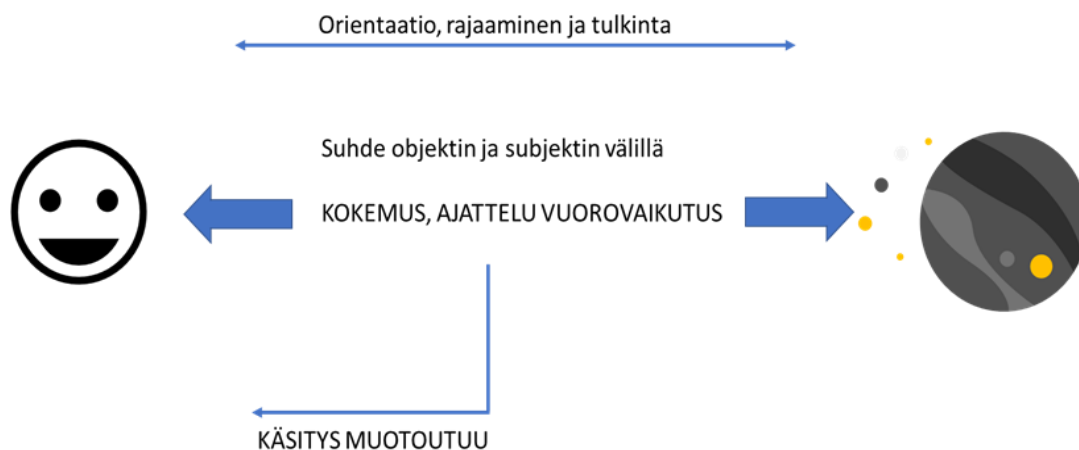 Orientaatio, rajaaminen ja tulkinta
Suhde objektin ja subjektin välillä
KOKEMUS, AJATTELU VUOROVAIKUTUS
KÄSITYS MUOTOUTUU